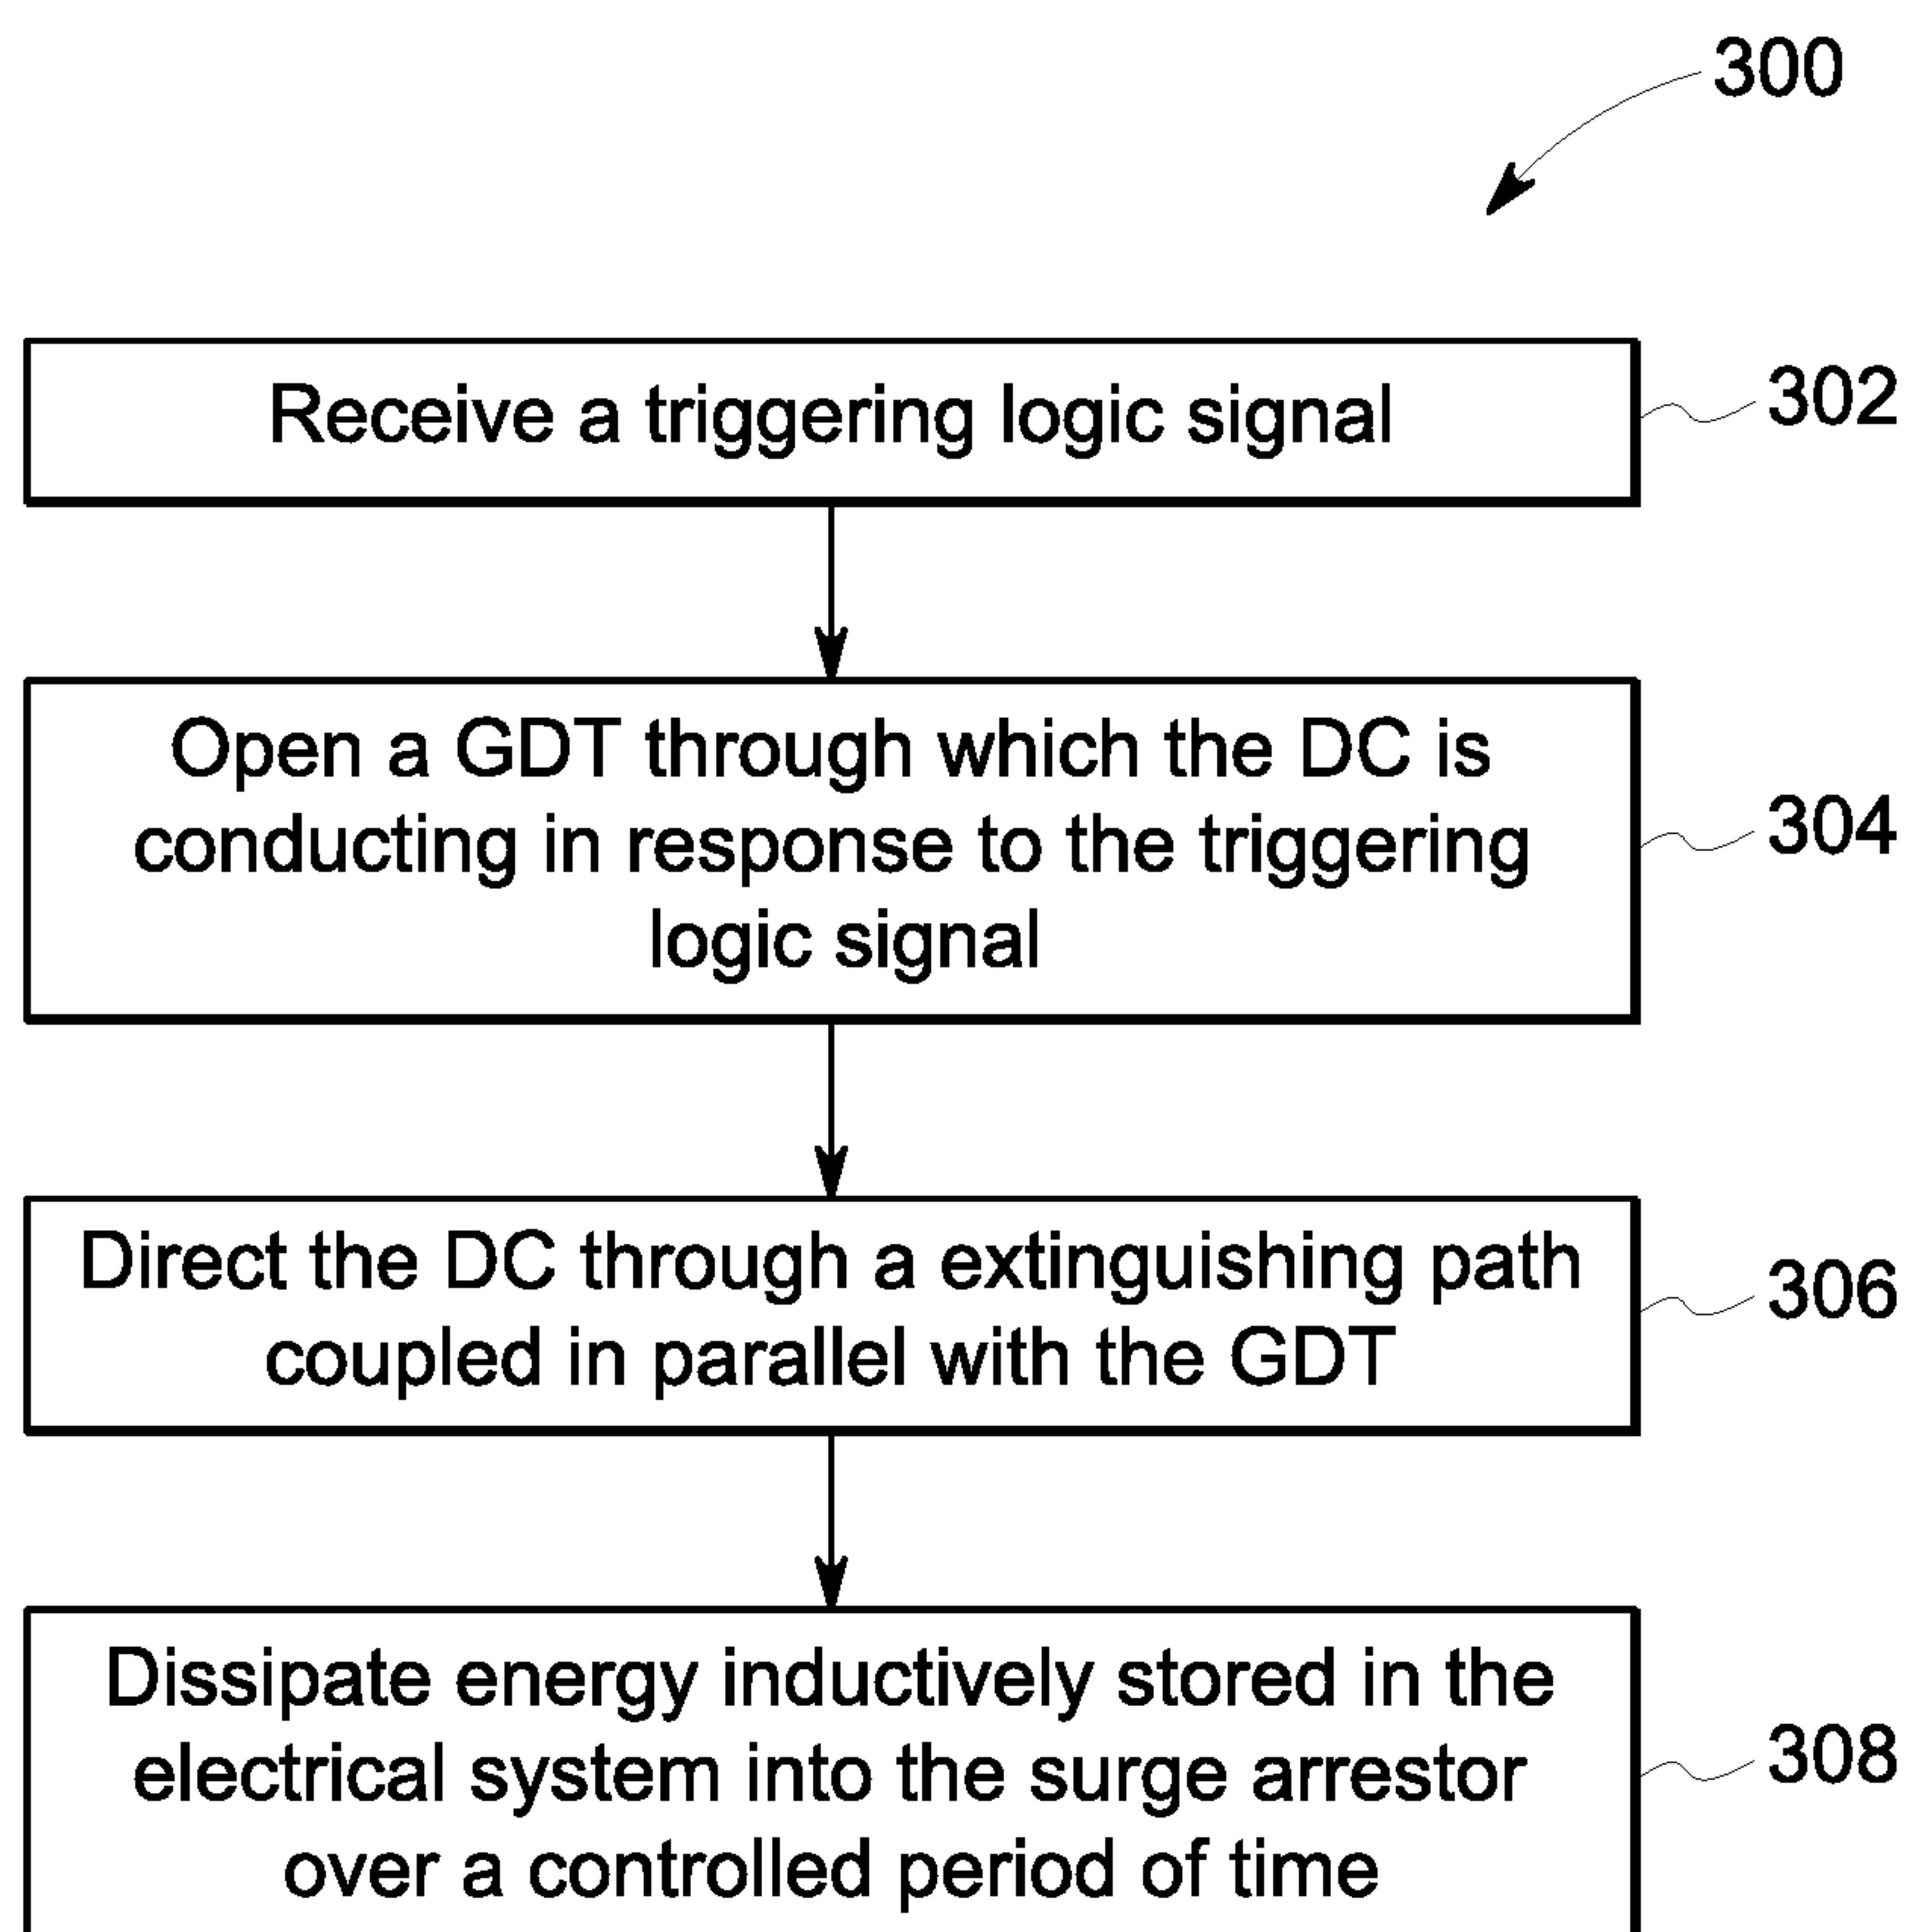 300
Receive a triggering logic signal
302
Open a GDT through which the DC is
conducting in response to the triggering
logic signal
304
Direct the DC through a extinguishing path
coupled in parallel with the GDT
306
Dissipate energy inductively stored in the
electrical system into the surge arrestor
over a controlled period of time
308